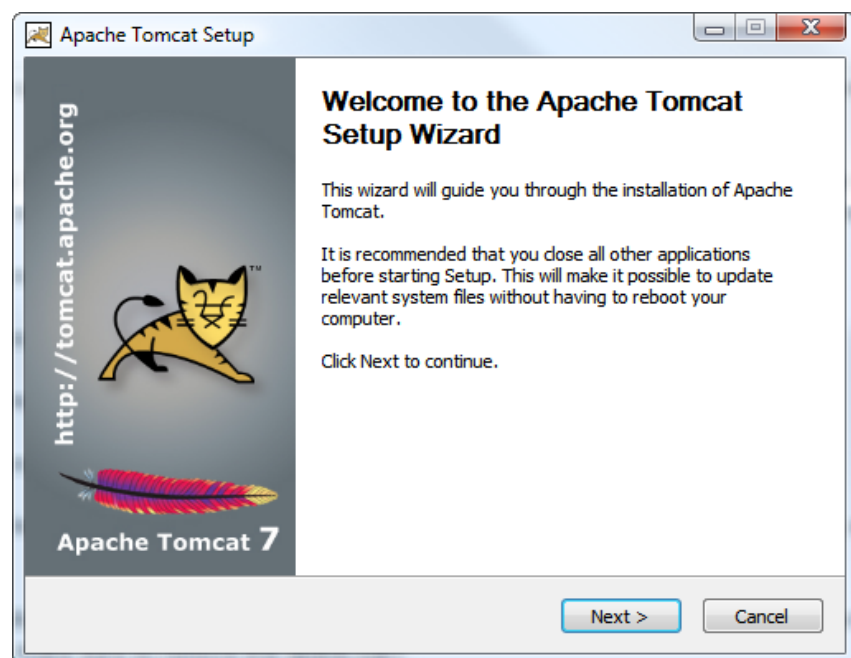 Apache Tomcat Setup
http://tomcat.apache.org
TM
Apache Tomcat 7
Welcome to the Apache Tomcat
Setup Wizard
This wizard will guide you through the installation of Apache
Tomcat.
It is recommended that you close all other applications
before starting Setup. This will make it possible to update
relevant system files without having to reboot your
computer.
Click Next to continue.
Next >
Cancel